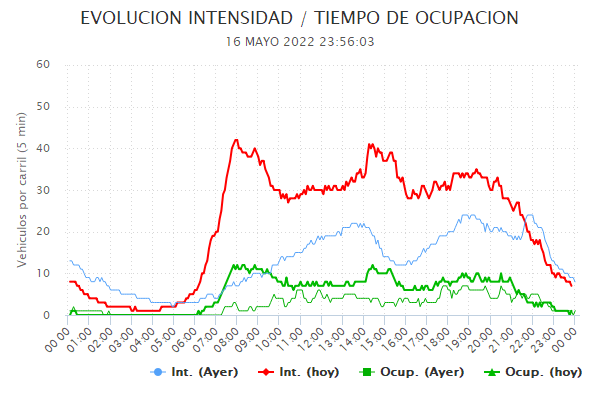 EVOLUCION INTENSIDAD / TIEMPO DE OCUPACION
16 MAYO 2022 23:56:03
Vehiculos por carril (5 min)
60
50
40
30
20
10
0
00:00 01:00 02:00 03:00 04:00 05:00 06:00 07:00 08:00 09:00 10:00 11:00 12:00 13:00 14:00 15:00 16:00 17:00 18:00 19:00 20:00 21:00 22:00 23:00 00:00
Int. (Ayer) Int. (hoy) Ocup. (Ayer) Ocup. (hoy)